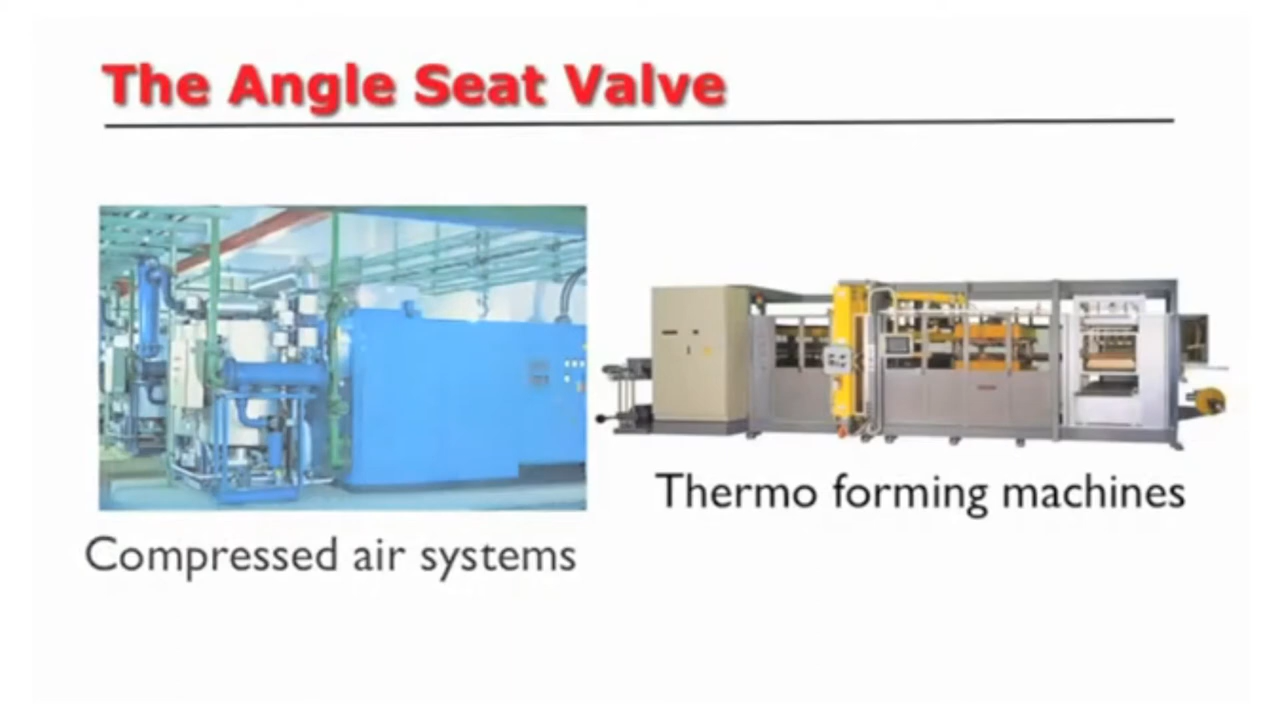 The Angle Seat Valve
Thermo forming machines
Compressed air systems